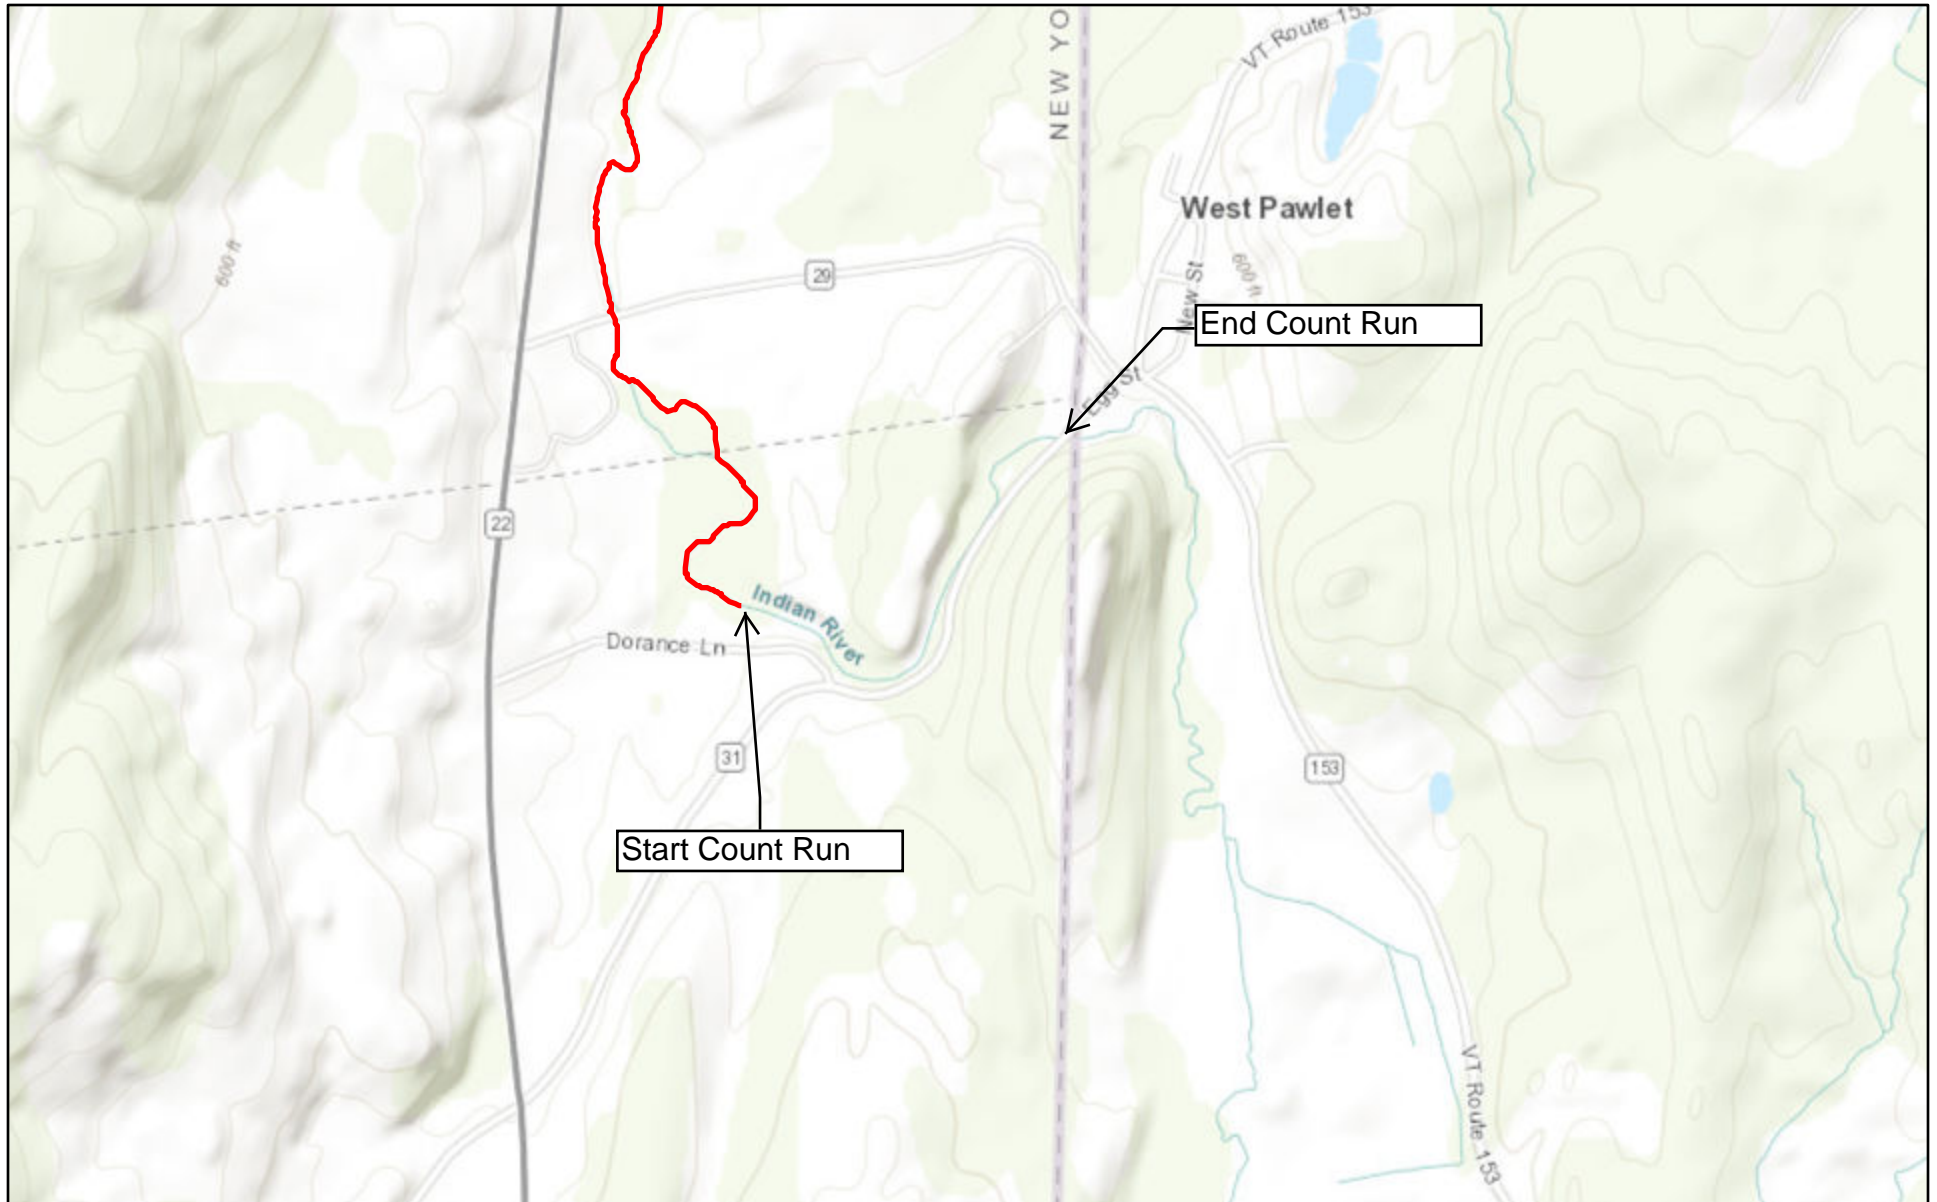 NEW YO
VT Route 153
West Pawlet
600 ft
600 ft
29
New St
End Count Run
Egg St
22
Indian River
Dorance Ln
31
153
Start Count Run
VT Route 153